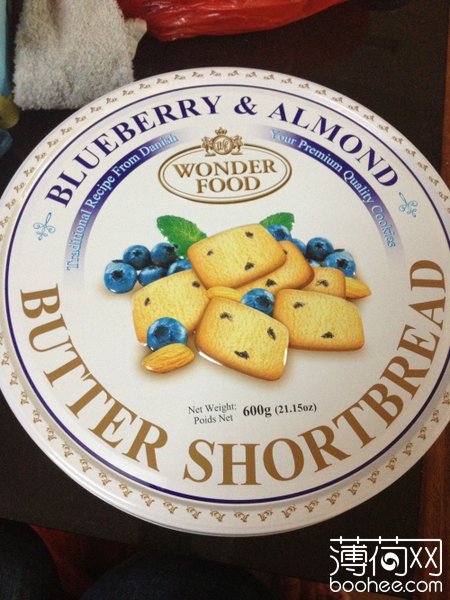 BLUEBERRY & ALMOND
Traditional Recipe From Danish
Your Premium Quality Cookies
WF
WONDER
FOOD
Net Weight: 600g (21.15oz)
Poids Net
BUTTER SHORTBREAD
薄荷网
boohee.com